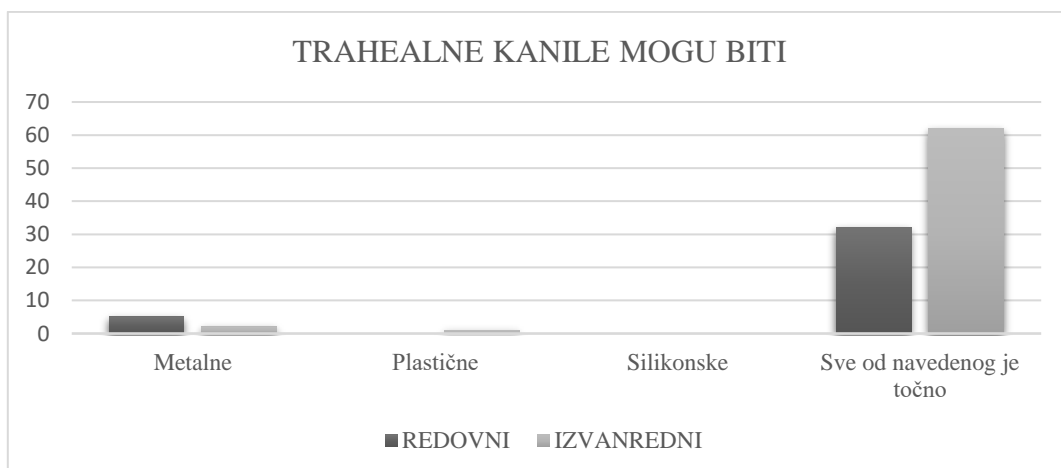 TRAHEALNE KANILE MOGU BITI
70
60
50
40
30
20
10
0
Metalne
Plastične
Silikonske
Sve od navedenog je
točno
REDOVNI
IZVANREDNI